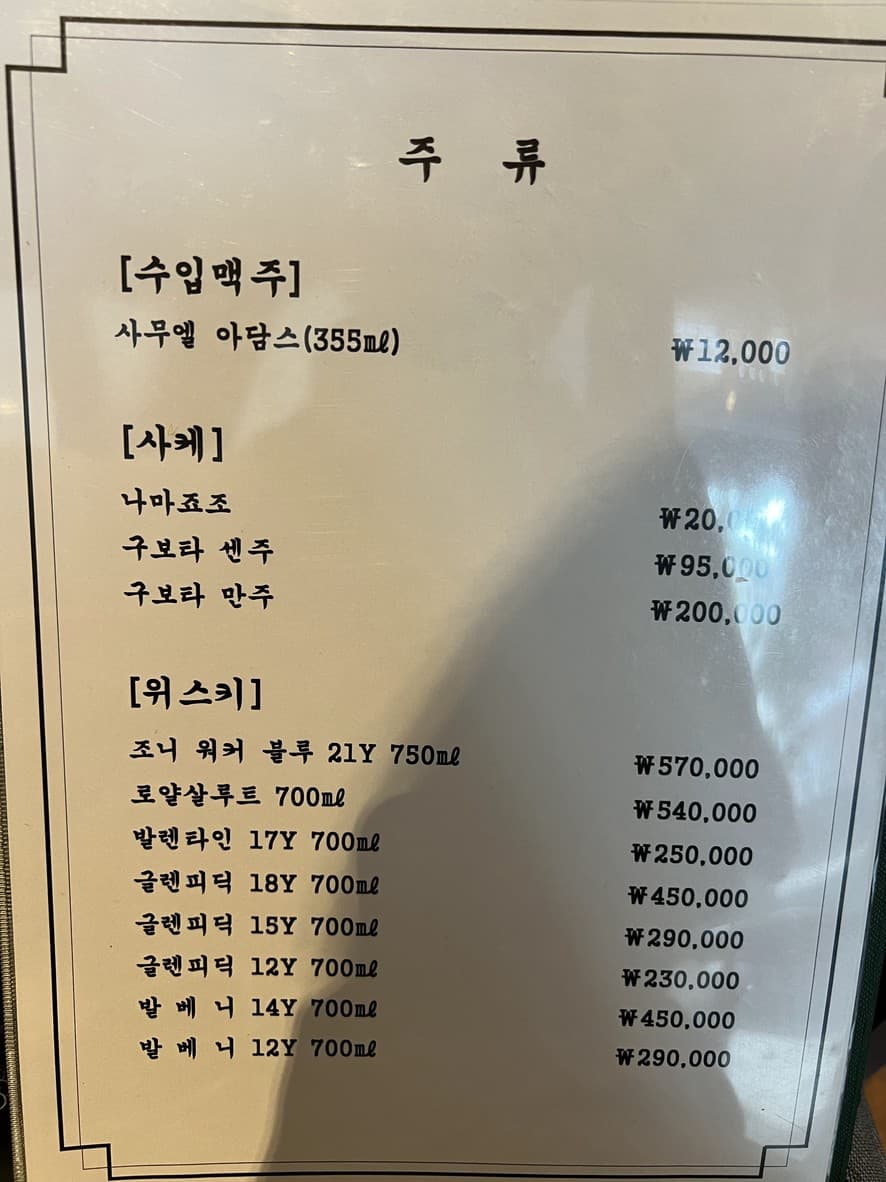 주 류
[수입맥주]
사무엘 아담스(355㎖) ₩12,000
[사케]
나마죠조
구보타 센주 ₩95,000
구보타 만주 ₩200,000
[위스키]
조니 워커 블루 21Y 750㎖ ₩570,000
로얄살루트 700㎖ ₩540,000
발렌타인 17Y 700㎖ ₩250,000
글렌피딕 18Y 700㎖ ₩450,000
글렌피딕 15Y 700㎖ ₩290,000
글렌피딕 12Y 700㎖ ₩230,000
발 베 니 14Y 700㎖ ₩450,000
발 베 니 12Y 700㎖ ₩290,000